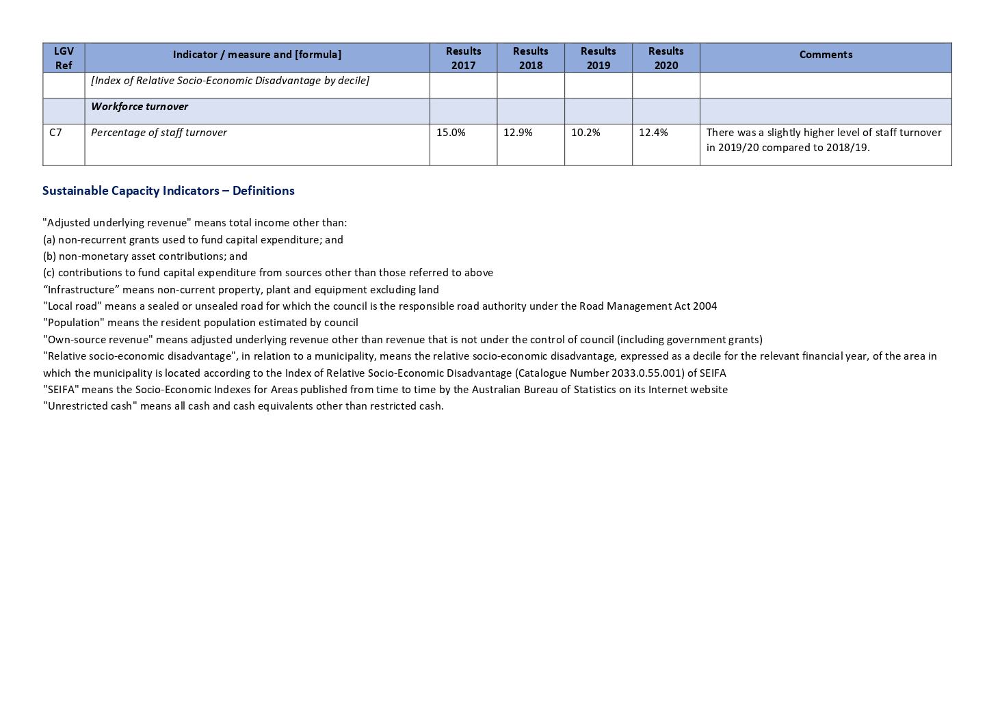 LGV Ref Indicator / measure and [formula] Results 2017 Results 2018 Results 2019 Results 2020 Comments
[Index of Relative Socio-Economic Disadvantage by decile]
Workforce turnover
C7 Percentage of staff turnover 15.0% 12.9% 10.2% 12.4% There was a slightly higher level of staff turnover
in 2019/20 compared to 2018/19.
Sustainable Capacity Indicators – Definitions
"Adjusted underlying revenue" means total income other than:
(a) non-recurrent grants used to fund capital expenditure; and
(b) non-monetary asset contributions; and
(c) contributions to fund capital expenditure from sources other than those referred to above
“Infrastructure” means non-current property, plant and equipment excluding land
"Local road" means a sealed or unsealed road for which the council is the responsible road authority under the Road Management Act 2004
"Population" means the resident population estimated by council
"Own-source revenue" means adjusted underlying revenue other than revenue that is not under the control of council (including government grants)
"Relative socio-economic disadvantage", in relation to a municipality, means the relative socio-economic disadvantage, expressed as a decile for the relevant financial year, of the area in
which the municipality is located according to the Index of Relative Socio-Economic Disadvantage (Catalogue Number 2033.0.55.001) of SEIFA
"SEIFA" means the Socio-Economic Indexes for Areas published from time to time by the Australian Bureau of Statistics on its Internet website
"Unrestricted cash" means all cash and cash equivalents other than restricted cash.